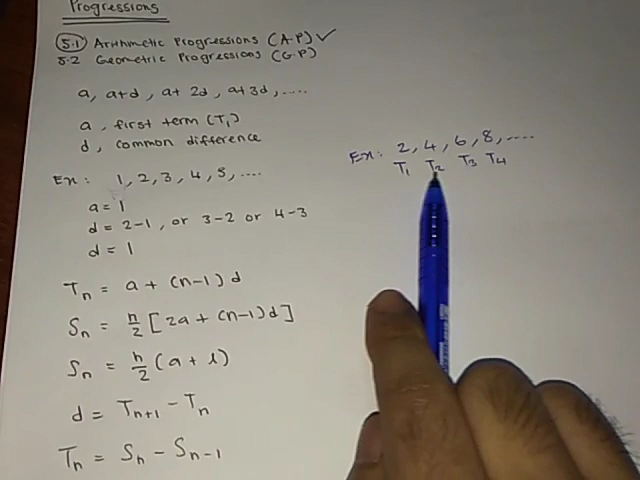 Progressions
5.1 Arithmetic Progressions (A.P) ✓
5.2 Geometric Progressions (G.P)
a, a+d, a+2d, a+3d, ....
a, first term (T₁)
d, common difference
Ex: 1, 2, 3, 4, 5, ....
a = 1
d = 2-1, or 3-2 or 4-3
d = 1
Tₙ = a + (n-1)d
Sₙ = n/2 [2a + (n-1)d]
Sₙ = n/2 (a + l)
d = Tₙ₊₁ - Tₙ
Tₙ = Sₙ - Sₙ₋₁
Ex: 2, 4, 6, 8, ....
T₁ T₂ T₃ T₄